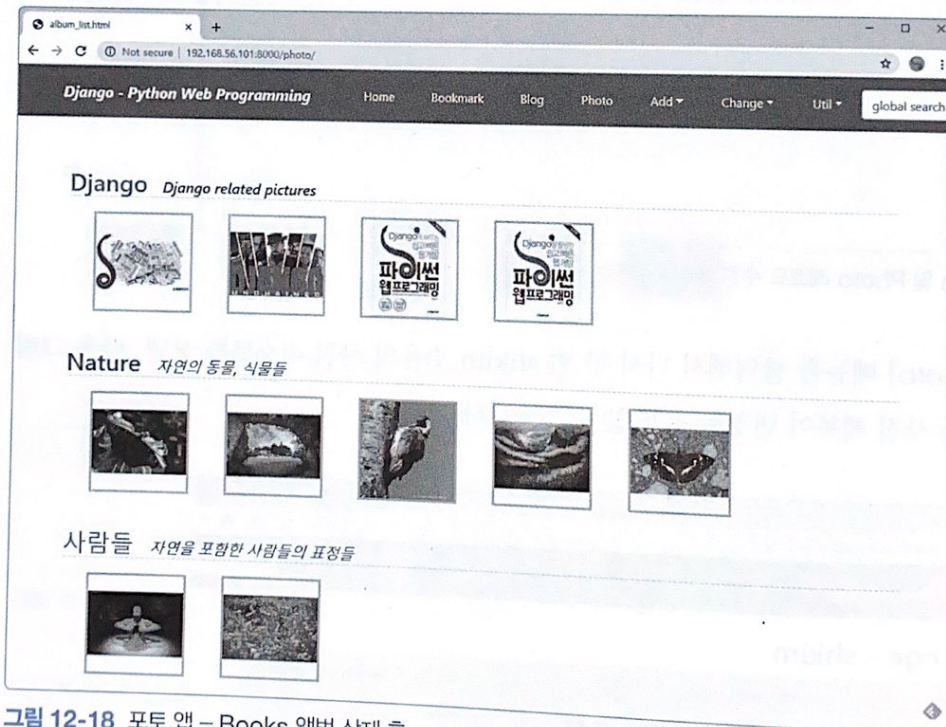 album_list.html
Not secure | 192.168.56.101:8000/photo/
Django - Python Web Programming Home Bookmark Blog Photo Add Change Util global search
Django Django related pictures
Django
파이썬
웹프로그래밍
Django
파이썬
웹프로그래밍
Nature 자연의 동물, 식물들
사람들 자연을 포함한 사람들의 표정들
그림 12-18 포토 앱 – Books 앨범 삭제 후